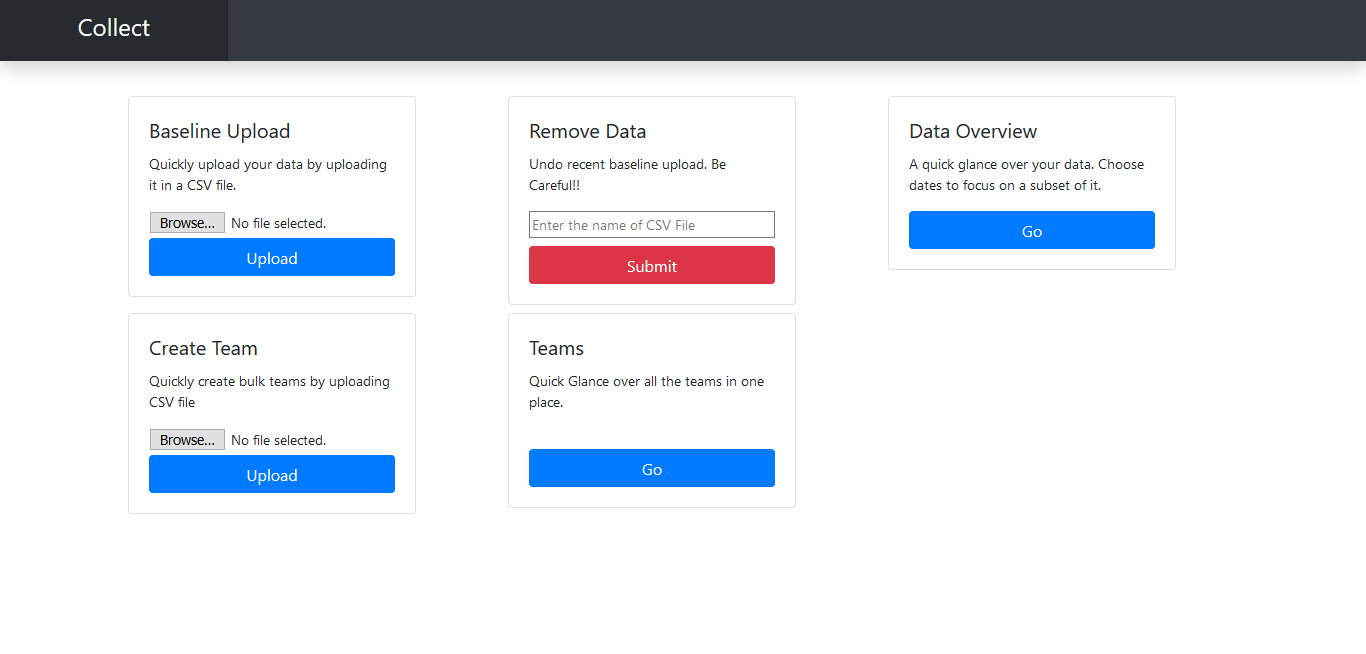 Collect
Baseline Upload
Quickly upload your data by uploading
it in a CSV file.
Browse... No file selected.
Upload
Remove Data
Undo recent baseline upload. Be
Careful!!
Enter the name of CSV File
Submit
Data Overview
A quick glance over your data. Choose
dates to focus on a subset of it.
Go
Create Team
Quickly create bulk teams by uploading
CSV file
Browse... No file selected.
Upload
Teams
Quick Glance over all the teams in one
place.
Go